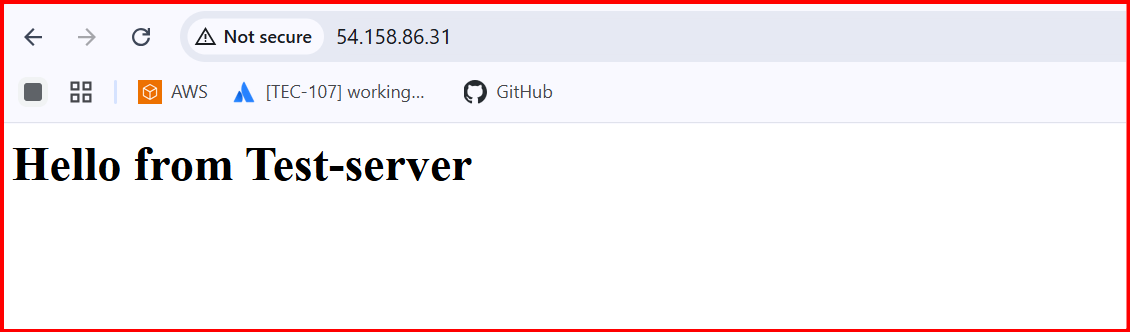 Not secure 54.158.86.31
AWS [TEC-107] working... GitHub
Hello from Test-server